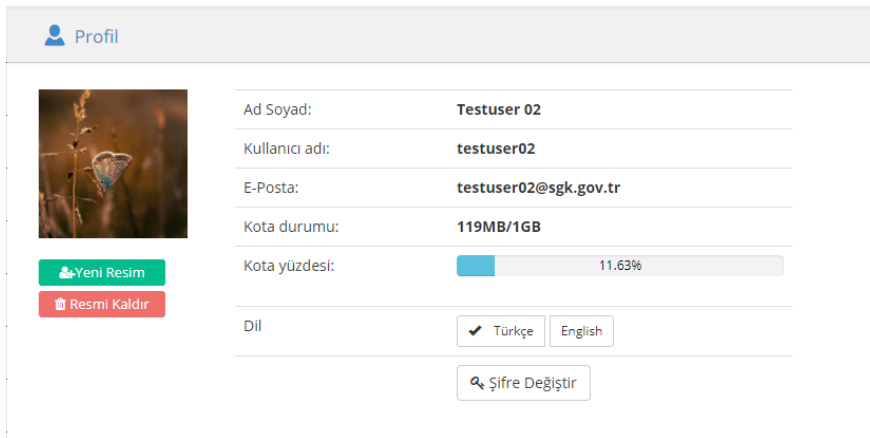 Profil
Ad Soyad: Testuser 02
Kullanıcı adı: testuser02
E-Posta: testuser02@sgk.gov.tr
Kota durumu: 119MB/1GB
Kota yüzdesi: 11.63%
Yeni Resim
Resmi Kaldır
Dil Türkçe English
Şifre Değiştir